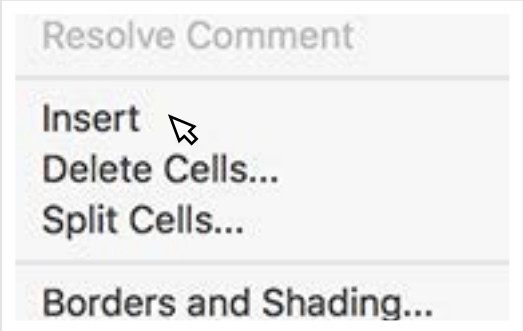 Resolve Comment
Insert
Delete Cells...
Split Cells...
Borders and Shading...